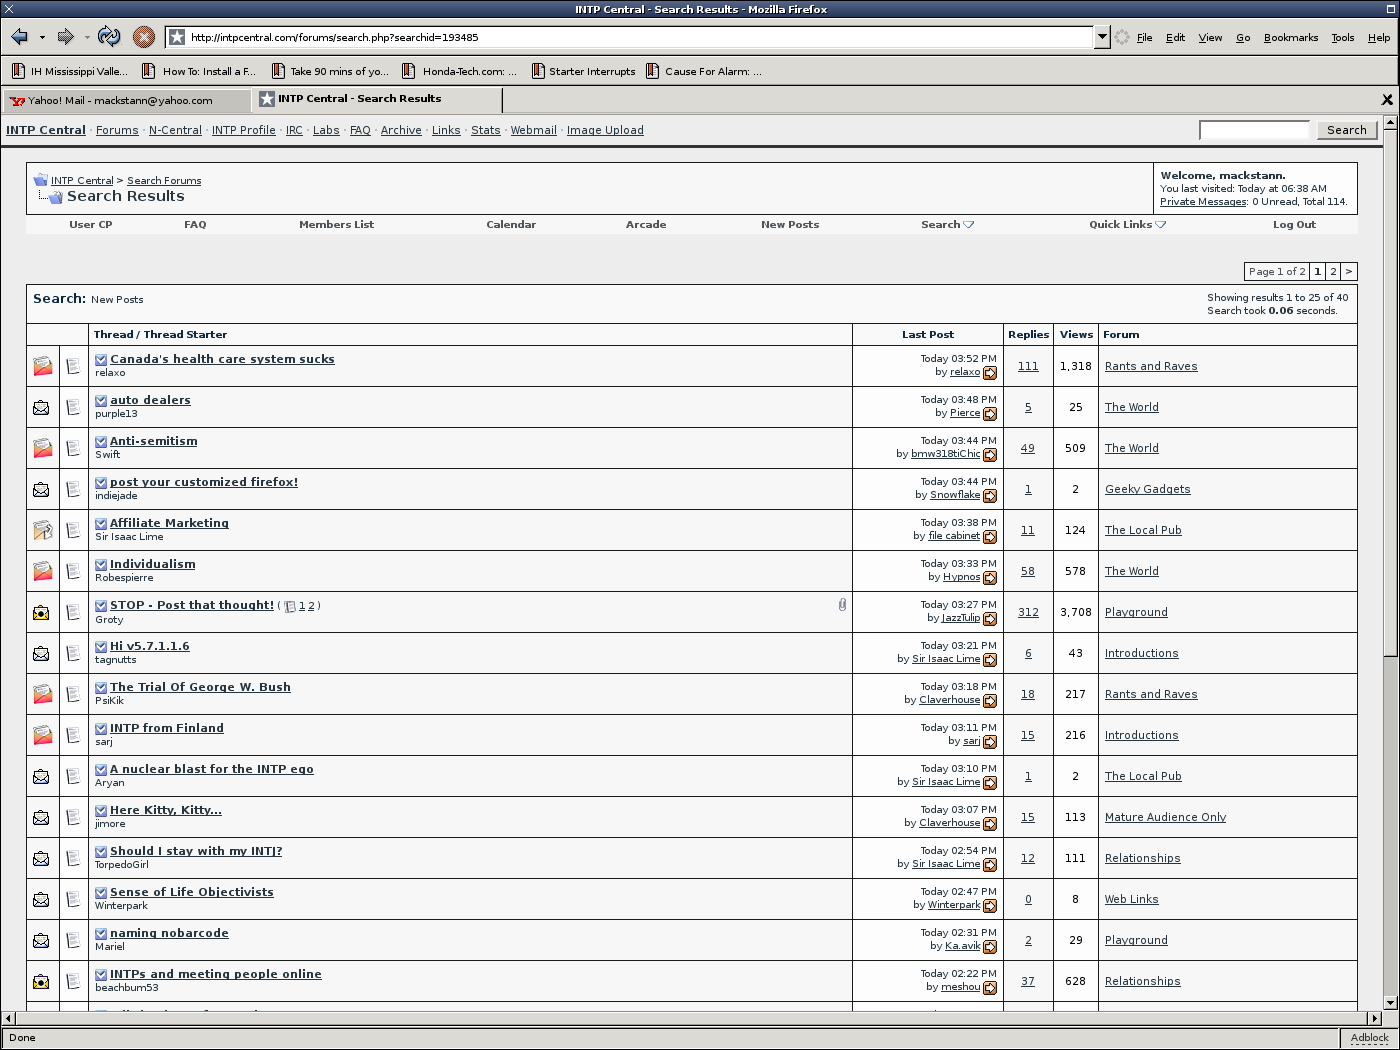 INTP Central - Search Results - Mozilla Firefox
http://intpcentral.com/forums/search.php?searchid=193485
File Edit View Go Bookmarks Tools Help
IH Mississippi Valle... How To: Install a F... Take 90 mins of yo... Honda-Tech.com: ... Starter Interrupts Cause For Alarm: ...
Yahoo! Mail - mackstann@yahoo.com INTP Central - Search Results
INTP Central · Forums · N-Central · INTP Profile · IRC · Labs · FAQ · Archive · Links · Stats · Webmail · Image Upload Search
INTP Central > Search Forums
Search Results
Welcome, mackstann.
You last visited: Today at 06:38 AM
Private Messages: 0 Unread, Total 114.
User CP FAQ Members List Calendar Arcade New Posts Search Quick Links Log Out
Page 1 of 2 1 2 >
Search: New Posts
Showing results 1 to 25 of 40
Search took 0.06 seconds.
Thread / Thread Starter Last Post Replies Views Forum
Canada's health care system sucks Today 03:52 PM
relaxo by relaxo 111 1,318 Rants and Raves
auto dealers Today 03:48 PM
purple13 by Pierce 5 25 The World
Anti-semitism Today 03:44 PM
Swift by bmw318tiChic 49 509 The World
post your customized firefox! Today 03:44 PM
indiejade by Snowflake 1 2 Geeky Gadgets
Affiliate Marketing Today 03:38 PM
Sir Isaac Lime by file cabinet 11 124 The Local Pub
Individualism Today 03:33 PM
Robespierre by Hypnos 58 578 The World
STOP - Post that thought! ( 1 2 ) Today 03:27 PM
Groty by JazzTulip 312 3,708 Playground
Hi v5.7.1.1.6 Today 03:21 PM
tagnutts by Sir Isaac Lime 6 43 Introductions
The Trial Of George W. Bush Today 03:18 PM
PsiKik by Claverhouse 18 217 Rants and Raves
INTP from Finland Today 03:11 PM
sarj by sarj 15 216 Introductions
A nuclear blast for the INTP ego Today 03:10 PM
Aryan by Sir Isaac Lime 1 2 The Local Pub
Here Kitty, Kitty... Today 03:07 PM
jimore by Claverhouse 15 113 Mature Audience Only
Should I stay with my INTJ? Today 02:54 PM
TorpedoGirl by Sir Isaac Lime 12 111 Relationships
Sense of Life Objectivists Today 02:47 PM
Winterpark by Winterpark 0 8 Web Links
naming nobarcode Today 02:31 PM
Mariel by Ka.avik 2 29 Playground
INTPs and meeting people online Today 02:22 PM
beachbum53 by meshou 37 628 Relationships
Done Adblock